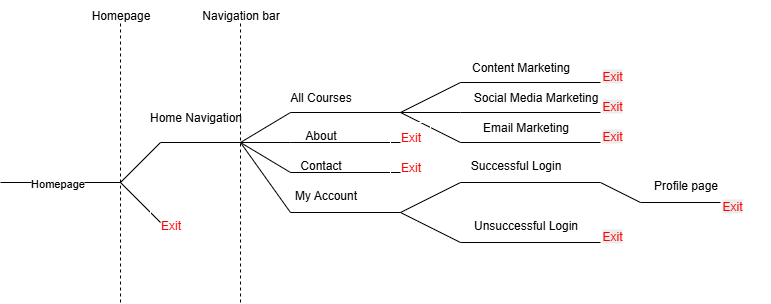 Homepage
Navigation bar
Content Marketing
Exit
All Courses
Social Media Marketing
Exit
Home Navigation
Email Marketing
Exit
About
Exit
Contact
Exit
Successful Login
Homepage
My Account
Profile page
Exit
Exit
Unsuccessful Login
Exit